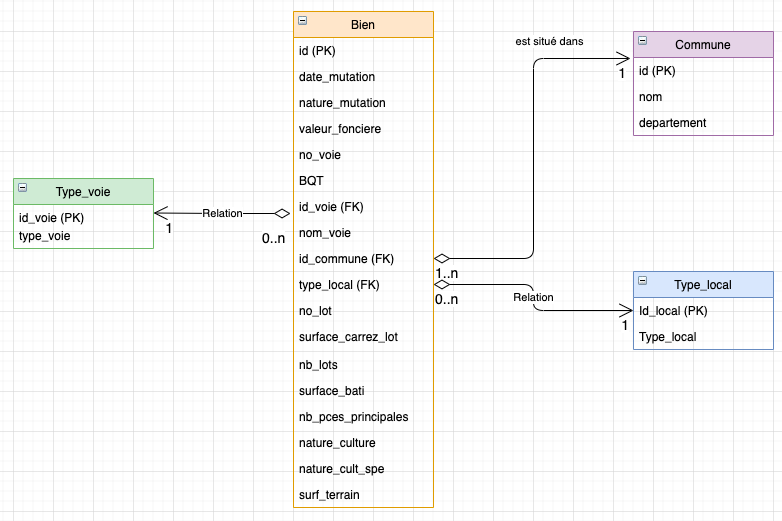 Bien
id (PK)
date_mutation
nature_mutation
valeur_fonciere
no_voie
BQT
id_voie (FK)
nom_voie
id_commune (FK)
type_local (FK)
no_lot
surface_carrez_lot
nb_lots
surface_bati
nb_pces_principales
nature_culture
nature_cult_spe
surf_terrain
Type_voie
id_voie (PK)
type_voie
1
Relation
0..n
est situé dans
1
1..n
Commune
id (PK)
nom
departement
0..n
Relation
1
Type_local
Id_local (PK)
Type_local